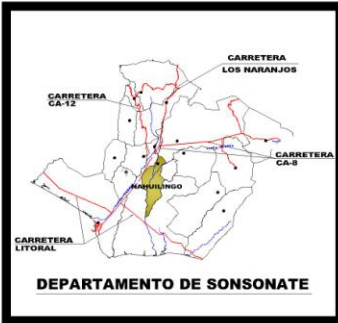 CARRETERA
LOS NARANJOS
CARRETERA
CA-12
CARRETERA
CA-8
NAHUILINGO
CARRETERA
LITORAL
DEPARTAMENTO DE SONSONATE